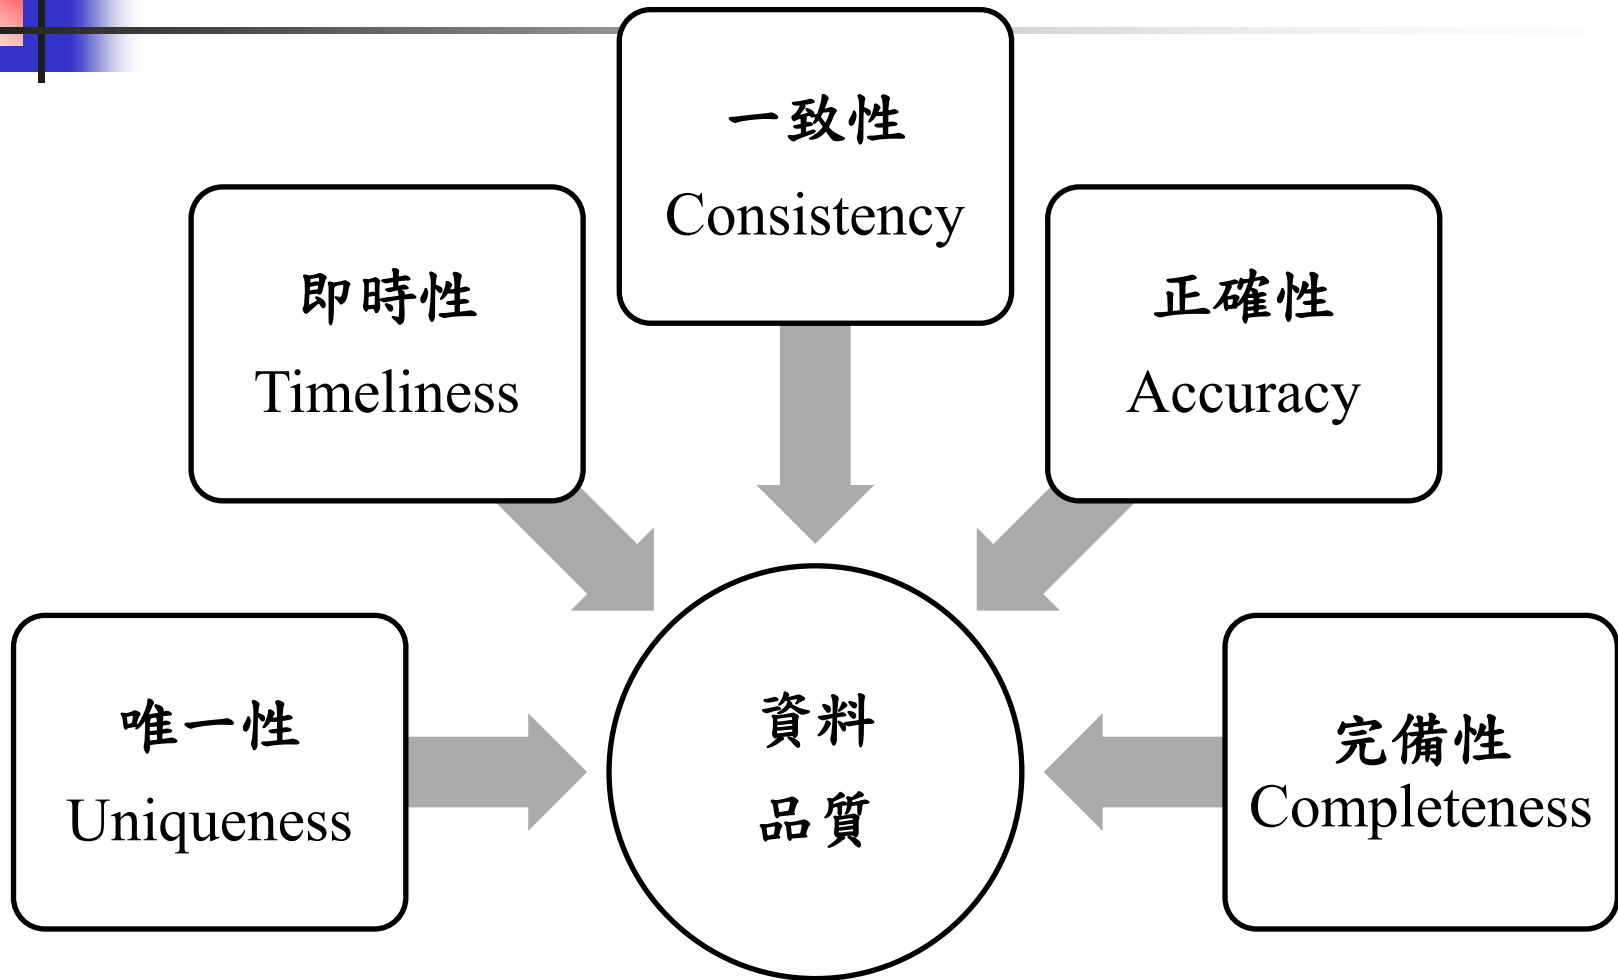 一致性
Consistency
即時性
Timeliness
正確性
Accuracy
唯一性
Uniqueness
資料
品質
完備性
Completeness